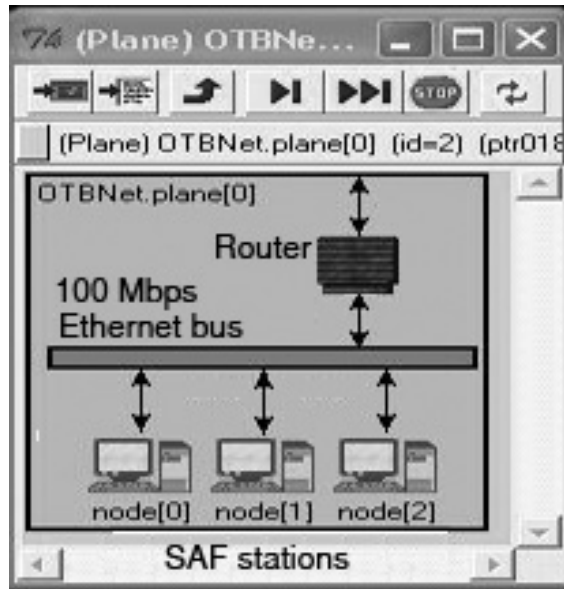 (Plane) OTBNe...
STOP
(Plane) OTBNet.plane[0] (id=2) (ptr018
OTBNet.plane[0]
Router
100 Mbps
Ethernet bus
node[0] node[1] node[2]
SAF stations